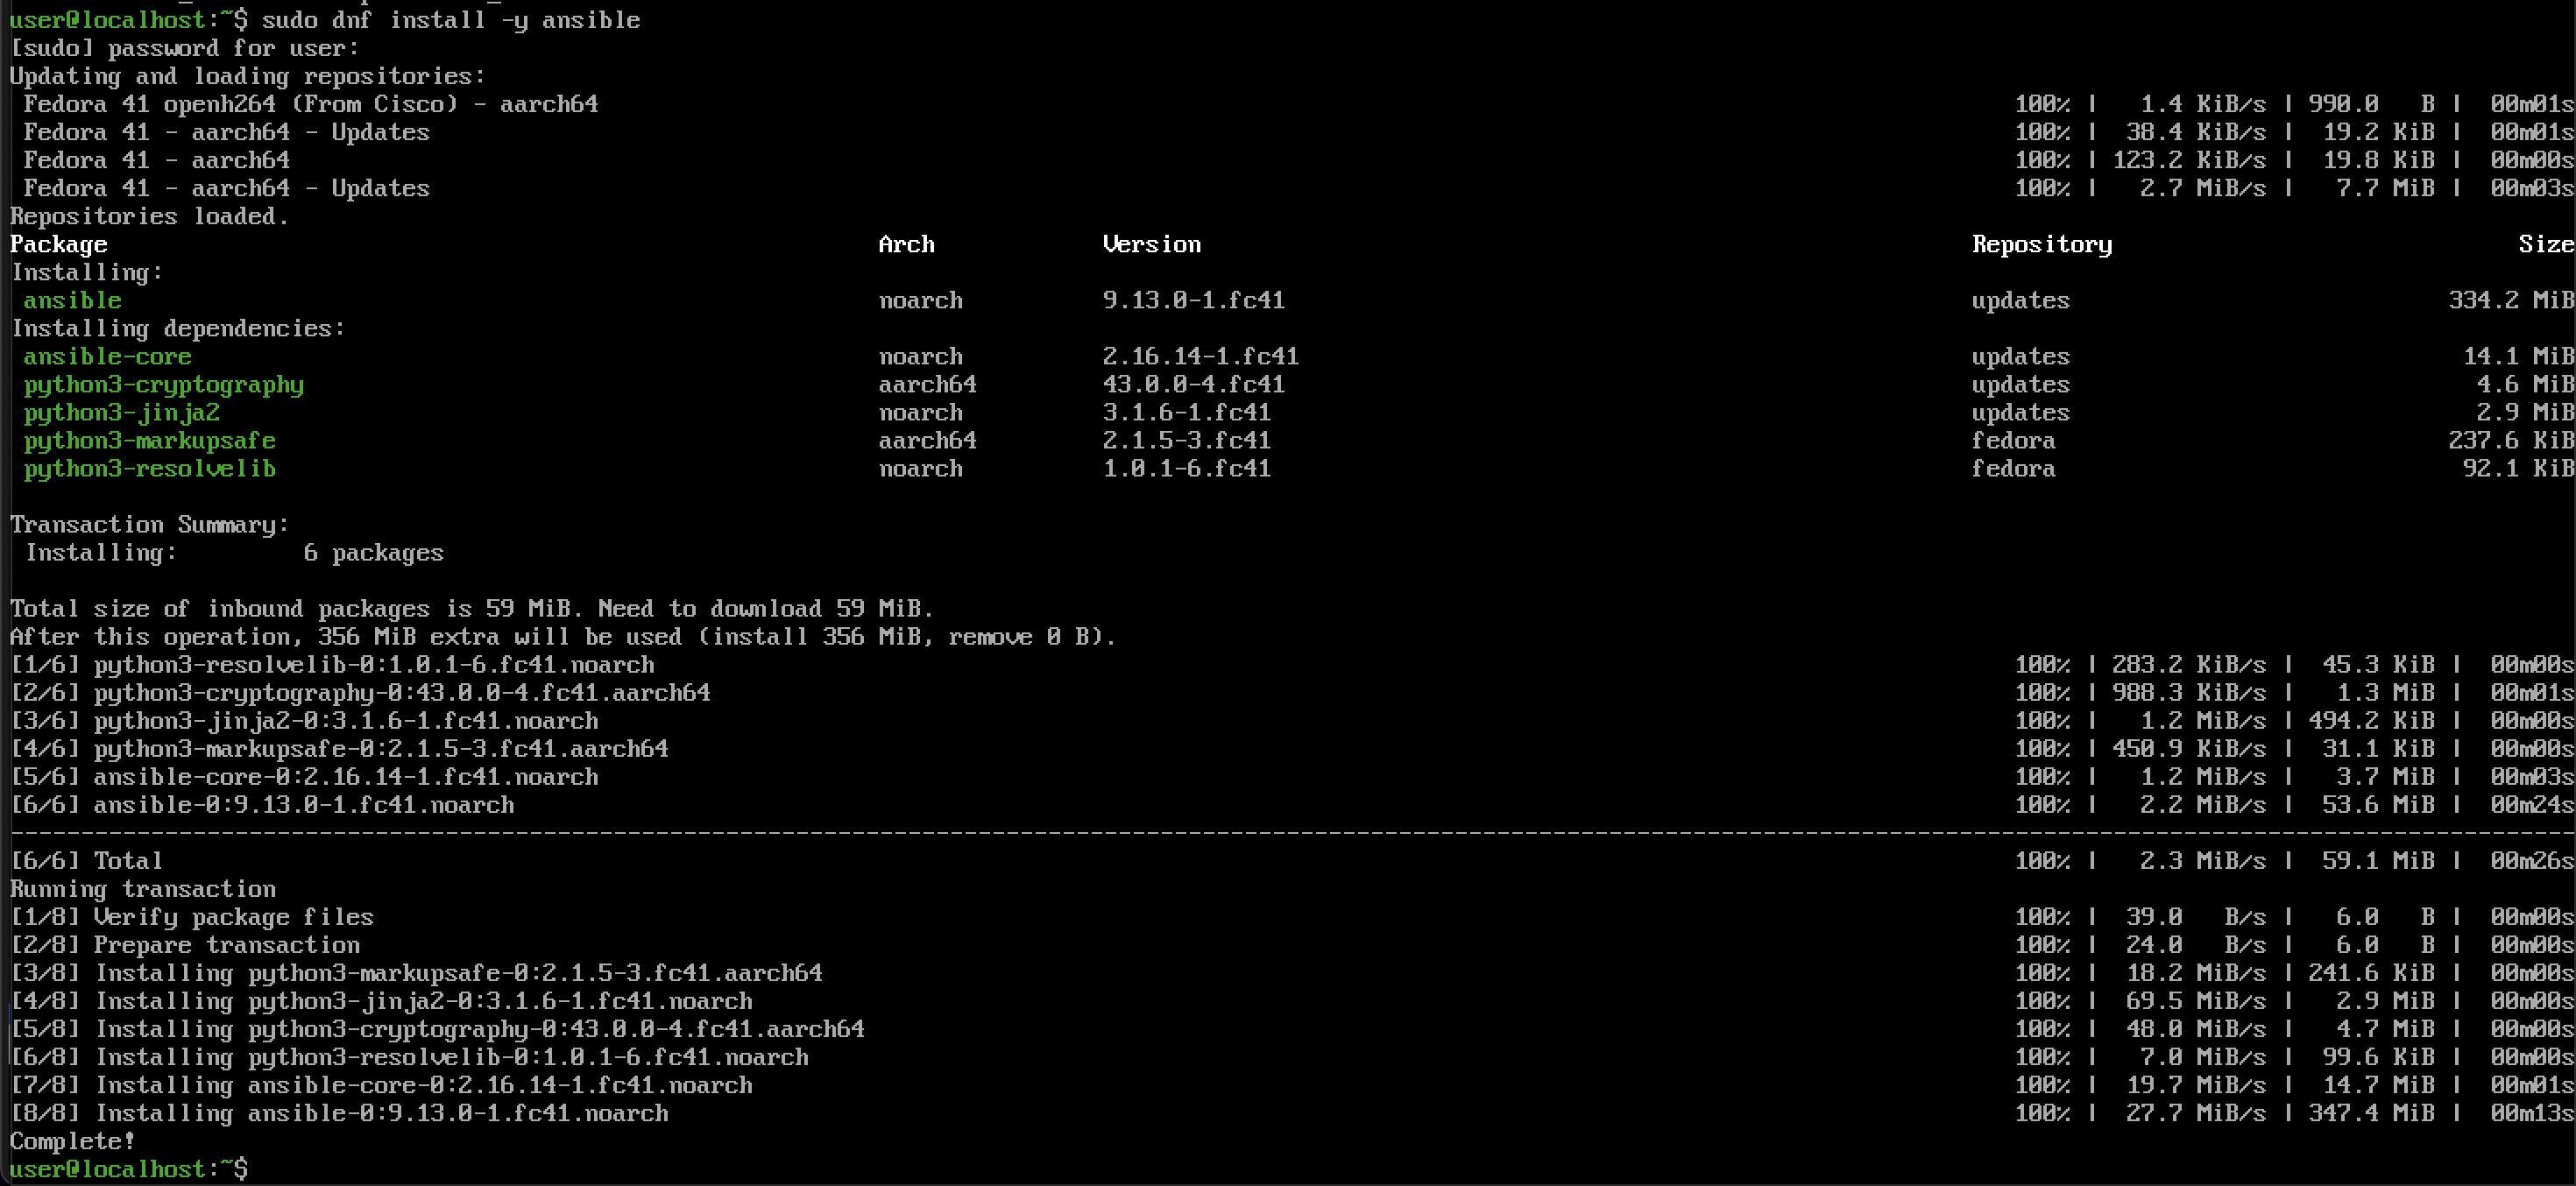 user@localhost:~$ sudo dnf install -y ansible
[sudo] password for user:
Updating and loading repositories:
 Fedora 41 openh264 (From Cisco) - aarch64 100% | 1.4 KiB/s | 990.0 B | 00m01s
 Fedora 41 - aarch64 - Updates 100% | 38.4 KiB/s | 19.2 KiB | 00m01s
 Fedora 41 - aarch64 100% | 123.2 KiB/s | 19.8 KiB | 00m00s
 Fedora 41 - aarch64 - Updates 100% | 2.7 MiB/s | 7.7 MiB | 00m03s
Repositories loaded.
Package Arch Version Repository Size
Installing:
 ansible noarch 9.13.0-1.fc41 updates 334.2 MiB
Installing dependencies:
 ansible-core noarch 2.16.14-1.fc41 updates 14.1 MiB
 python3-cryptography aarch64 43.0.0-4.fc41 updates 4.6 MiB
 python3-jinja2 noarch 3.1.6-1.fc41 updates 2.9 MiB
 python3-markupsafe aarch64 2.1.5-3.fc41 fedora 237.6 KiB
 python3-resolvelib noarch 1.0.1-6.fc41 fedora 92.1 KiB
Transaction Summary:
 Installing: 6 packages
Total size of inbound packages is 59 MiB. Need to download 59 MiB.
After this operation, 356 MiB extra will be used (install 356 MiB, remove 0 B).
[1/6] python3-resolvelib-0:1.0.1-6.fc41.noarch 100% | 283.2 KiB/s | 45.3 KiB | 00m00s
[2/6] python3-cryptography-0:43.0.0-4.fc41.aarch64 100% | 988.3 KiB/s | 1.3 MiB | 00m01s
[3/6] python3-jinja2-0:3.1.6-1.fc41.noarch 100% | 1.2 MiB/s | 494.2 KiB | 00m00s
[4/6] python3-markupsafe-0:2.1.5-3.fc41.aarch64 100% | 450.9 KiB/s | 31.1 KiB | 00m00s
[5/6] ansible-core-0:2.16.14-1.fc41.noarch 100% | 1.2 MiB/s | 3.7 MiB | 00m03s
[6/6] ansible-0:9.13.0-1.fc41.noarch 100% | 2.2 MiB/s | 53.6 MiB | 00m24s
--------------------------------------------------------------------------------
[6/6] Total 100% | 2.3 MiB/s | 59.1 MiB | 00m26s
Running transaction
[1/8] Verify package files 100% | 39.0 B/s | 6.0 B | 00m00s
[2/8] Prepare transaction 100% | 24.0 B/s | 6.0 B | 00m00s
[3/8] Installing python3-markupsafe-0:2.1.5-3.fc41.aarch64 100% | 18.2 MiB/s | 241.6 KiB | 00m00s
[4/8] Installing python3-jinja2-0:3.1.6-1.fc41.noarch 100% | 69.5 MiB/s | 2.9 MiB | 00m00s
[5/8] Installing python3-cryptography-0:43.0.0-4.fc41.aarch64 100% | 48.0 MiB/s | 4.7 MiB | 00m00s
[6/8] Installing python3-resolvelib-0:1.0.1-6.fc41.noarch 100% | 7.0 MiB/s | 99.6 KiB | 00m00s
[7/8] Installing ansible-core-0:2.16.14-1.fc41.noarch 100% | 19.7 MiB/s | 14.7 MiB | 00m01s
[8/8] Installing ansible-0:9.13.0-1.fc41.noarch 100% | 27.7 MiB/s | 347.4 MiB | 00m13s
Complete!
user@localhost:~$